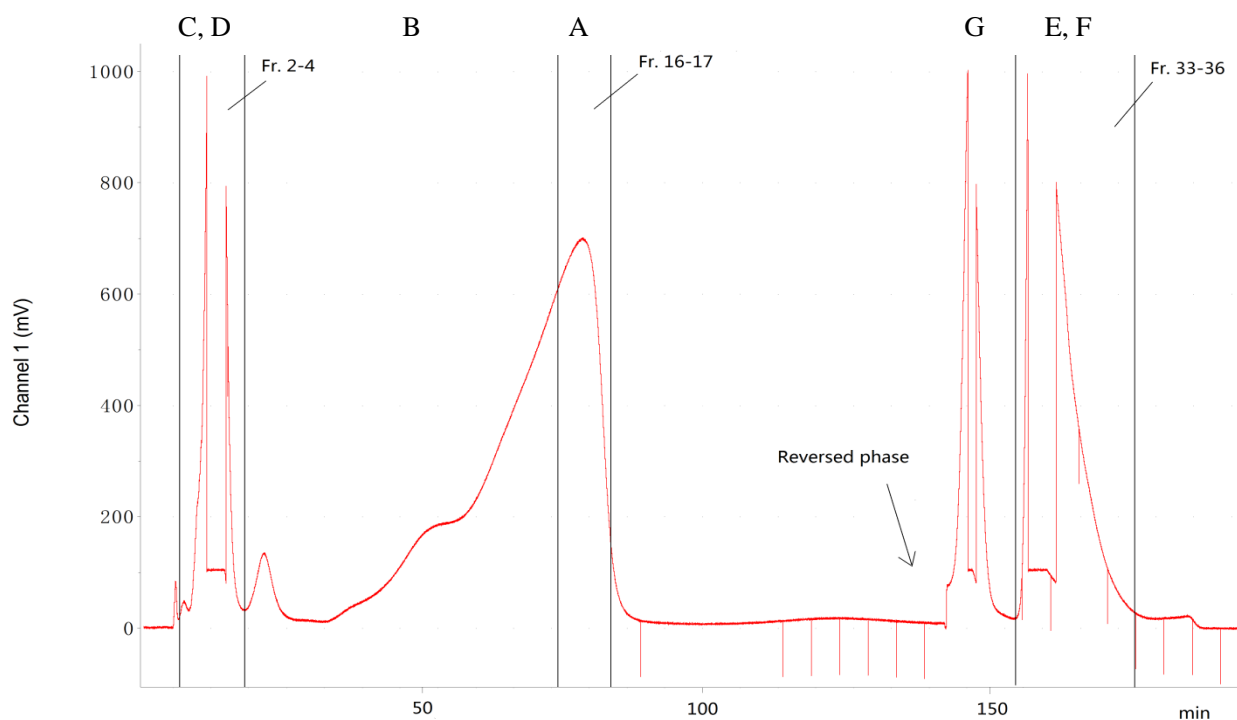 C, D B A G E, F
Fr. 2-4 Fr. 16-17 Fr. 33-36
1000
800
600
400
200
0
Channel 1 (mV)
Reversed phase
50 100 150 min